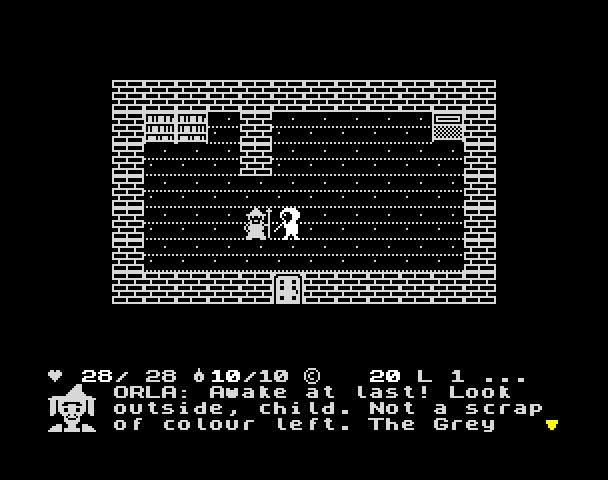 ♥ 28/ 28 10/10 © 20 L 1 ...
ORLA: Awake at last! Look
outside, child. Not a scrap
of colour left. The Grey